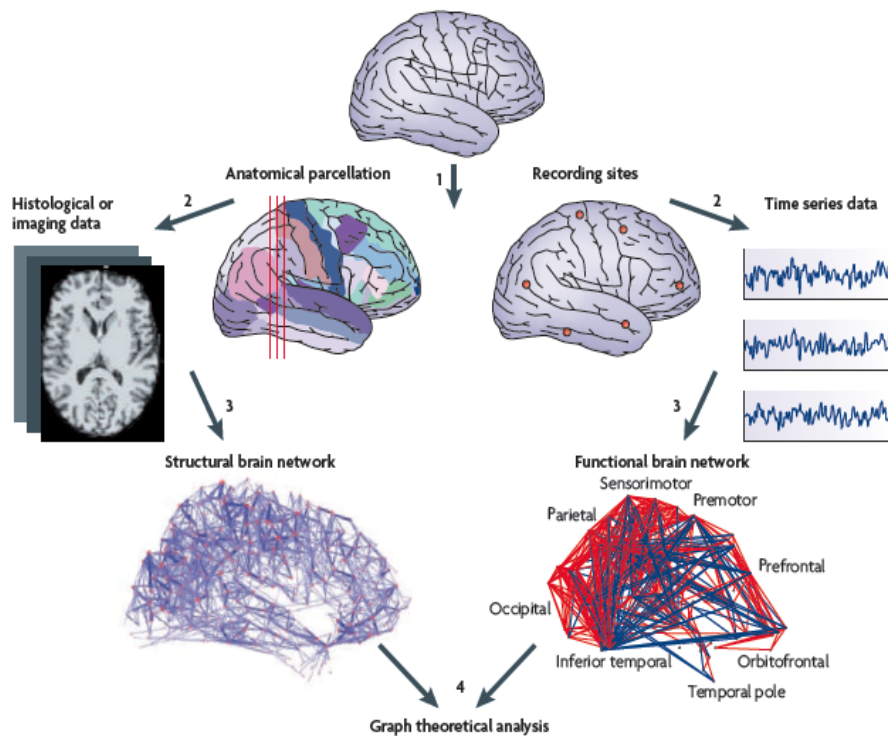 1
Anatomical parcellation
Recording sites
Histological or
imaging data
2
2
Time series data
3
3
Structural brain network
Functional brain network
Sensorimotor
Premotor
Parietal
Prefrontal
Occipital
Inferior temporal
Orbitofrontal
Temporal pole
4
Graph theoretical analysis